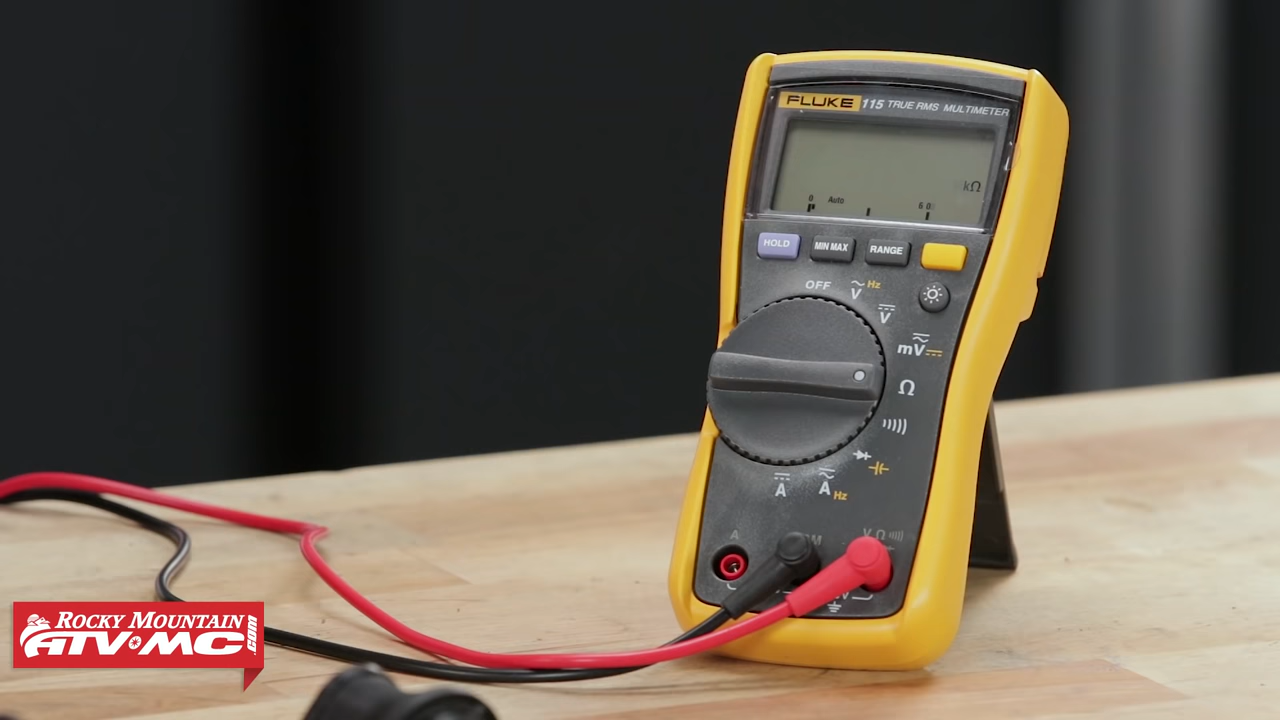 FLUKE 115 TRUE RMS MULTIMETER
kΩ
0 Auto 60
HOLD MIN MAX RANGE
OFF
V Hz
V
mV
Ω
A A Hz
A V Ω
ROCKY MOUNTAIN
ATV MC .com